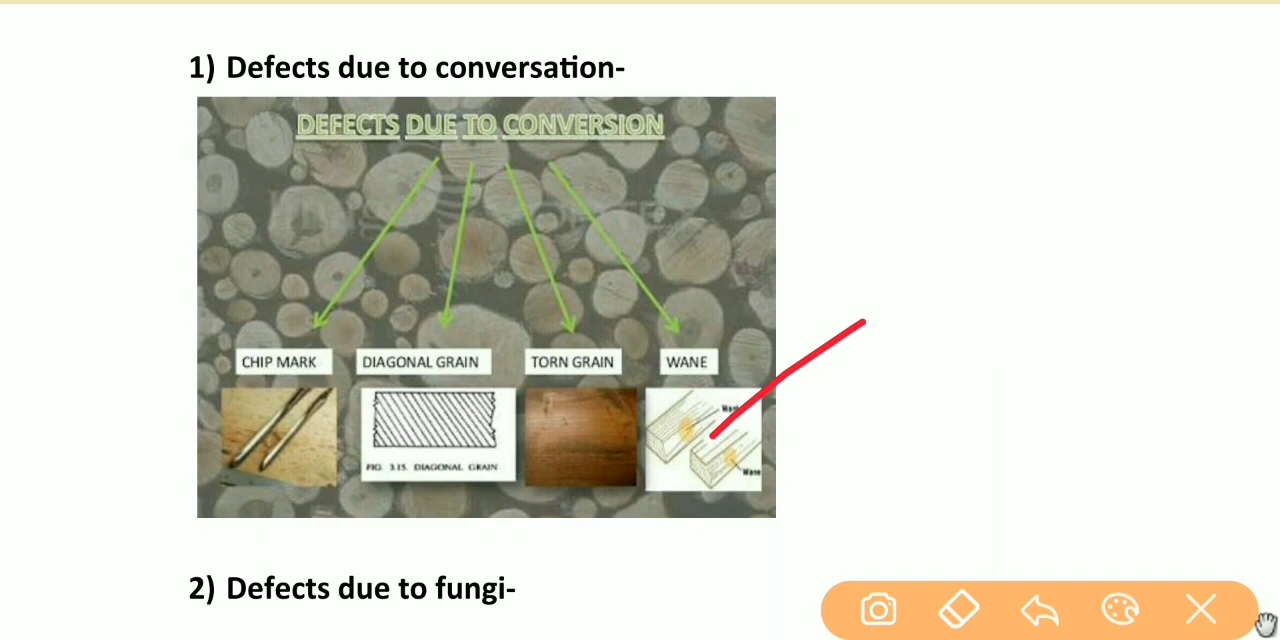 1) Defects due to conversation-
DEFECTS DUE TO CONVERSION
CHIP MARK DIAGONAL GRAIN TORN GRAIN WANE
Wane
FIG. 3.15. DIAGONAL GRAIN
2) Defects due to fungi-